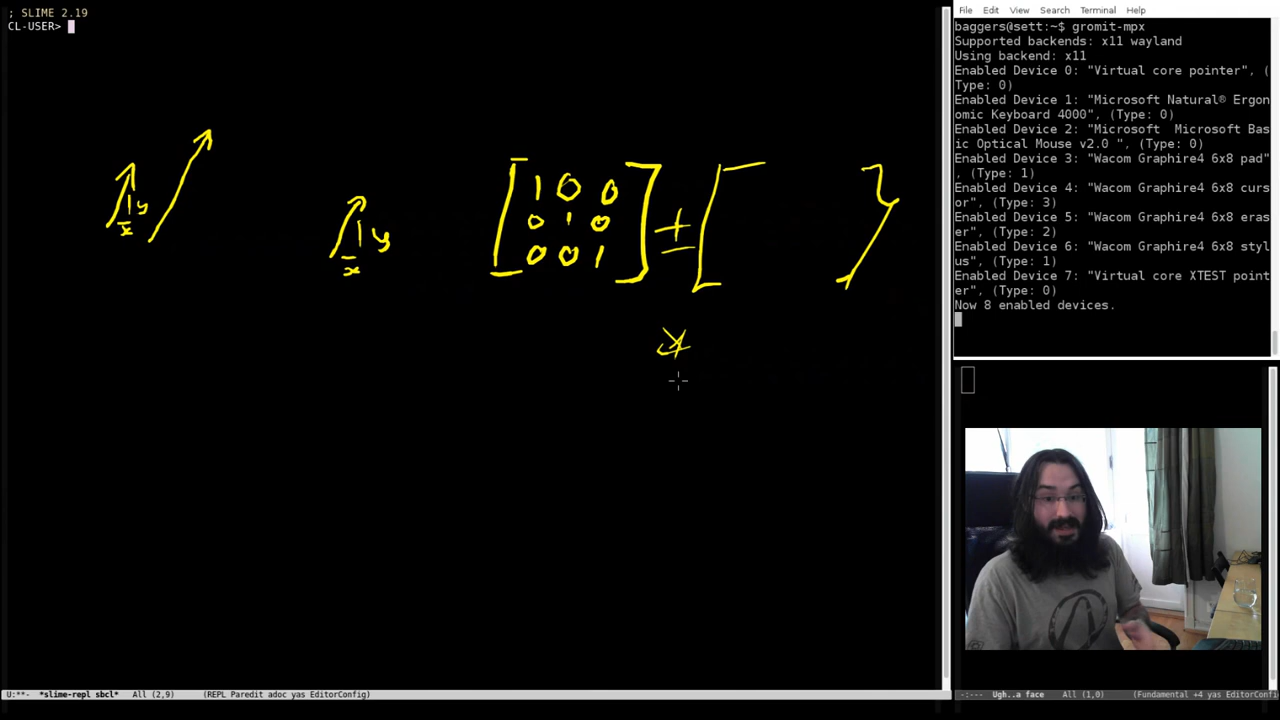 ; SLIME 2.19
CL-USER>
y
x
y
x
1 0 0
0 1 0
0 0 1
±
*
U:**- *slime-repl sbcl* All (2,9) (REPL Paredit adoc yas EditorConfig)
File Edit View Search Terminal Help
baggers@sett:~$ gromit-mpx
Supported backends: x11 wayland
Using backend: x11
Enabled Device 0: "Virtual core pointer", (
Type: 0)
Enabled Device 1: "Microsoft Natural® Ergon
omic Keyboard 4000", (Type: 0)
Enabled Device 2: "Microsoft  Microsoft Bas
ic Optical Mouse v2.0 ", (Type: 0)
Enabled Device 3: "Wacom Graphire4 6x8 pad"
, (Type: 1)
Enabled Device 4: "Wacom Graphire4 6x8 curs
or", (Type: 3)
Enabled Device 5: "Wacom Graphire4 6x8 eras
er", (Type: 2)
Enabled Device 6: "Wacom Graphire4 6x8 styl
us", (Type: 1)
Enabled Device 7: "Virtual core XTEST point
er", (Type: 0)
Now 8 enabled devices.
-:--- Ugh..a face All (1,0) (Fundamental +4 yas EditorConfig